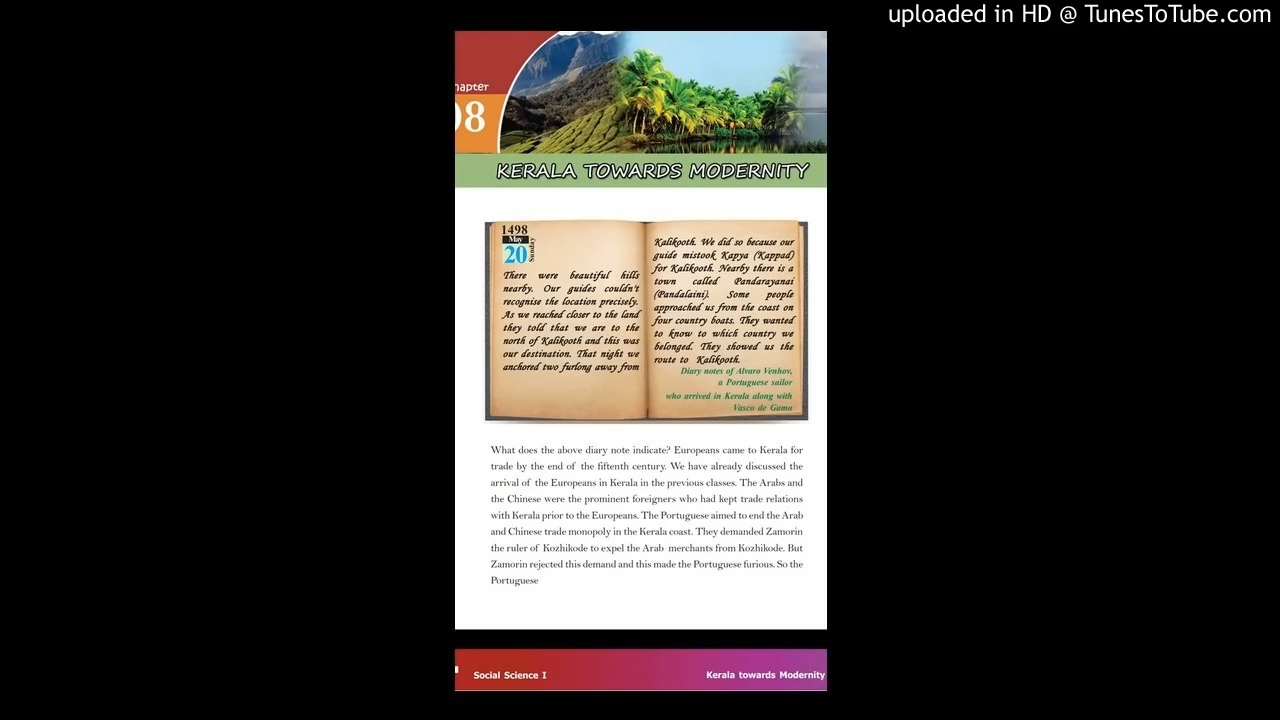 uploaded in HD @ TunesToTube.com
hapter
08
KERALA TOWARDS MODERNITY
1498
May
20
Sunday
There were beautiful hills
nearby. Our guides couldn't
recognise the location precisely.
As we reached closer to the land
they told that we are to the
north of Kalikooth and this was
our destination. That night we
anchored two furlong away from
Kalikooth. We did so because our
guide mistook Kapya (Kappad)
for Kalikooth. Nearby there is a
town called Pandarayanai
(Pandalaini). Some people
approached us from the coast on
four country boats. They wanted
to know to which country we
belonged. They showed us the
route to Kalikooth.
Diary notes of Alvaro Venhov,
a Portuguese sailor
who arrived in Kerala along with
Vasco de Gama
What does the above diary note indicate? Europeans came to Kerala for
trade by the end of the fiftenth century. We have already discussed the
arrival of the Europeans in Kerala in the previous classes. The Arabs and
the Chinese were the prominent foreigners who had kept trade relations
with Kerala prior to the Europeans. The Portuguese aimed to end the Arab
and Chinese trade monopoly in the Kerala coast. They demanded Zamorin
the ruler of Kozhikode to expel the Arab merchants from Kozhikode. But
Zamorin rejected this demand and this made the Portuguese furious. So the
Portuguese
Social Science I
Kerala towards Modernity